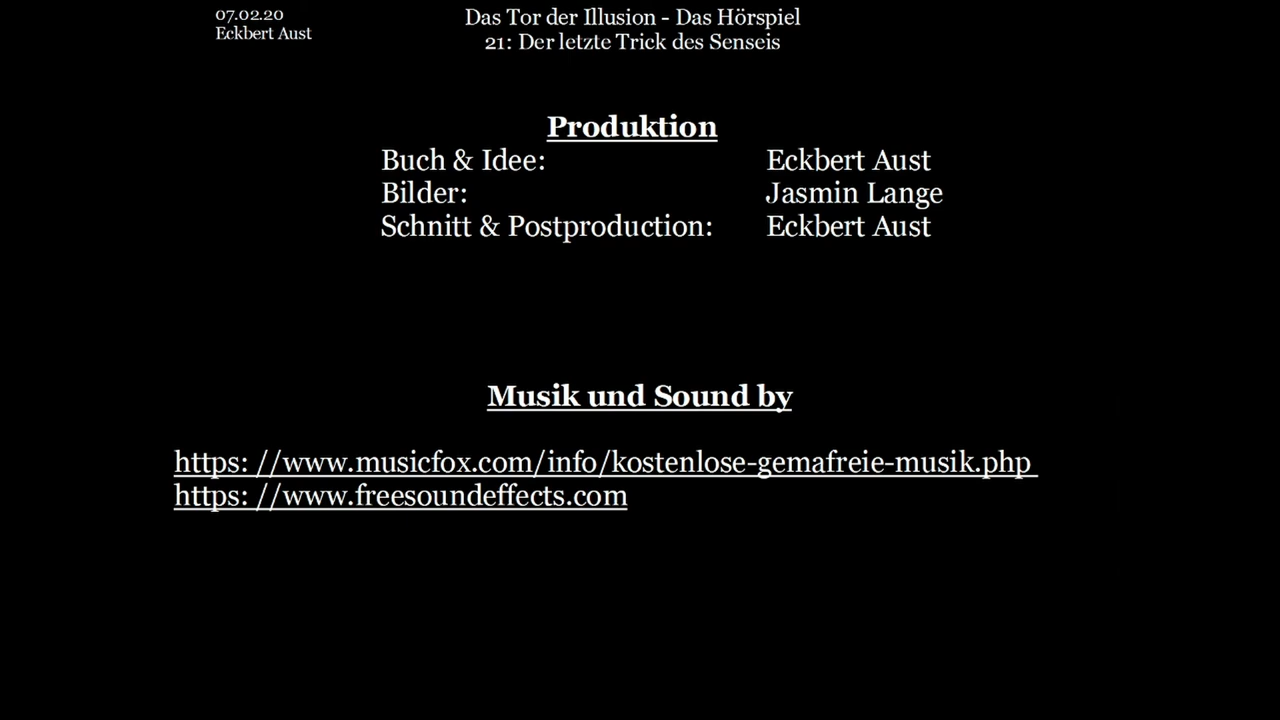 07.02.20
Eckbert Aust
Das Tor der Illusion - Das Hörspiel
21: Der letzte Trick des Senseis
Produktion
Buch & Idee: Eckbert Aust
Bilder: Jasmin Lange
Schnitt & Postproduction: Eckbert Aust
Musik und Sound by
https: //www.musicfox.com/info/kostenlose-gemafreie-musik.php
https: //www.freesoundeffects.com